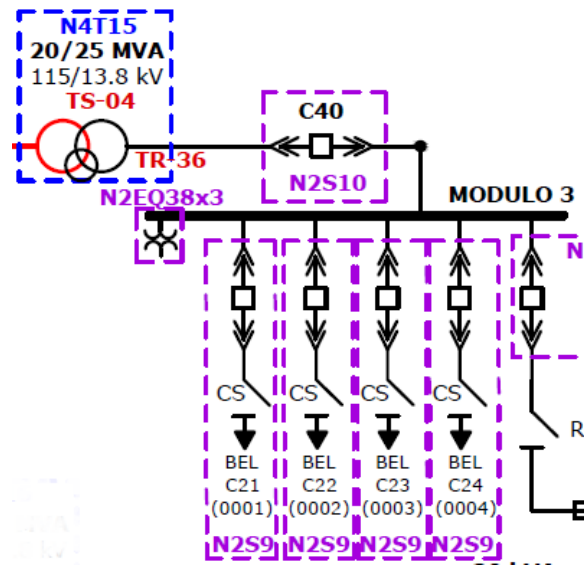 N4T15
20/25 MVA
115/13.8 kV
TS-04
TR-36
C40
N2S10
N2EQ38x3
MODULO 3
N
CS
CS
CS
CS
R
BEL
C21
(0001)
BEL
C22
(0002)
BEL
C23
(0003)
BEL
C24
(0004)
N2S9
N2S9
N2S9
N2S9